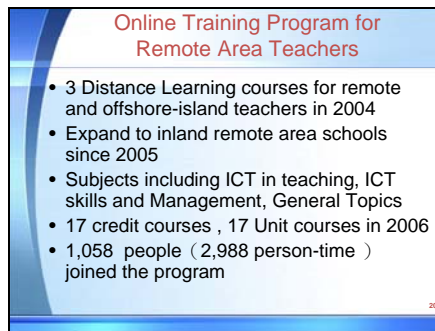 Online Training Program for
Remote Area Teachers
• 3 Distance Learning courses for remote
and offshore-island teachers in 2004
• Expand to inland remote area schools
since 2005
• Subjects including ICT in teaching, ICT
skills and Management, General Topics
• 17 credit courses , 17 Unit courses in 2006
• 1,058 people（2,988 person-time ）
joined the program